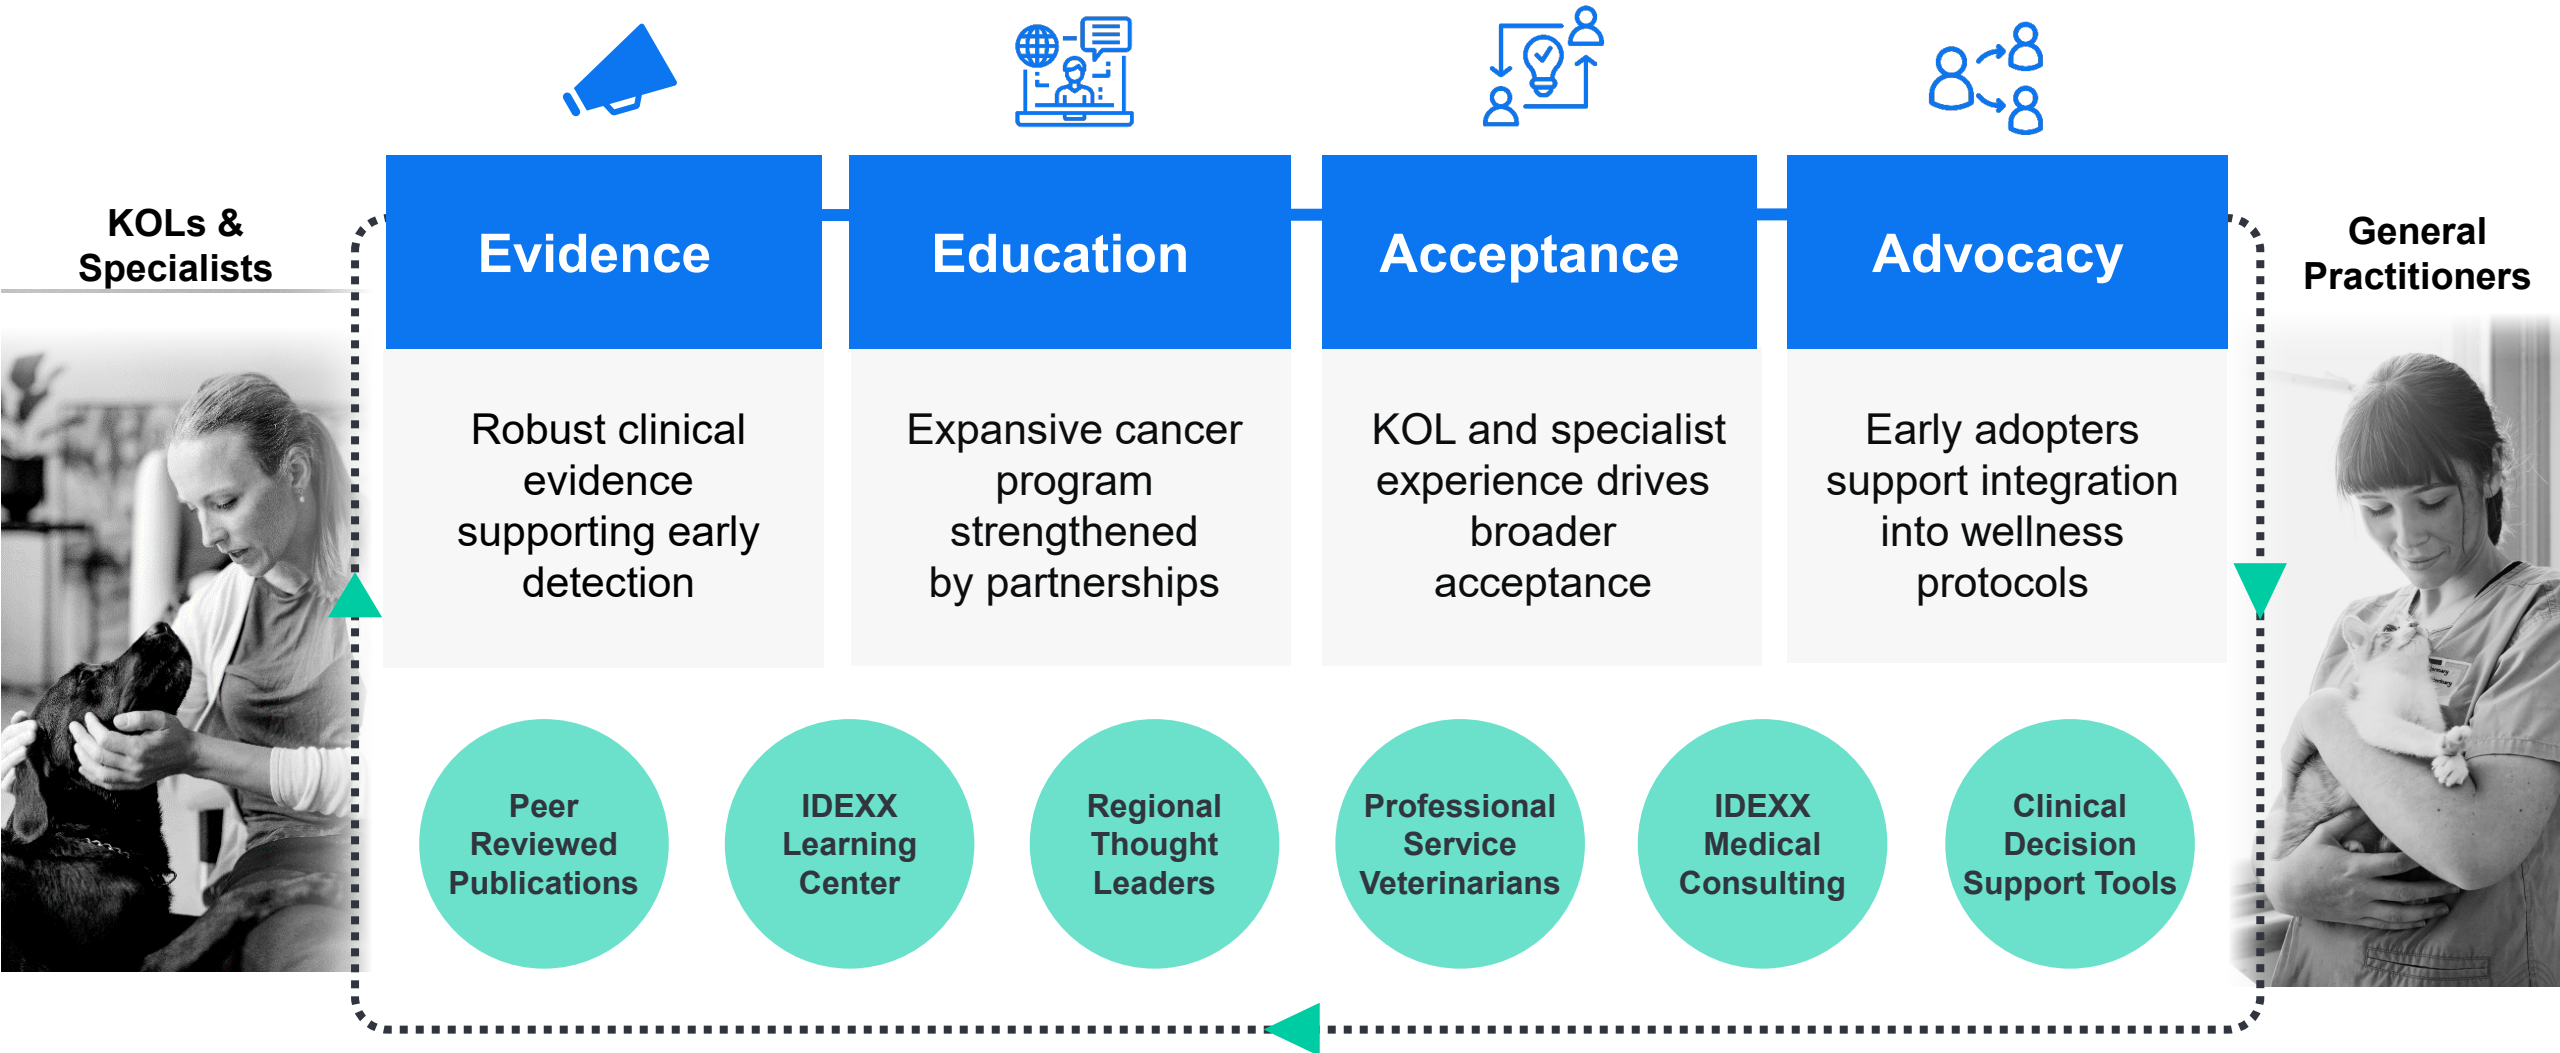 KOLs &
Specialists
Evidence
Education
Acceptance
Advocacy
General
Practitioners
Robust clinical
evidence
supporting early
detection
Expansive cancer
program
strengthened
by partnerships
KOL and specialist
experience drives
broader
acceptance
Early adopters
support integration
into wellness
protocols
Peer
Reviewed
Publications
IDEXX
Learning
Center
Regional
Thought
Leaders
Professional
Service
Veterinarians
IDEXX
Medical
Consulting
Clinical
Decision
Support Tools